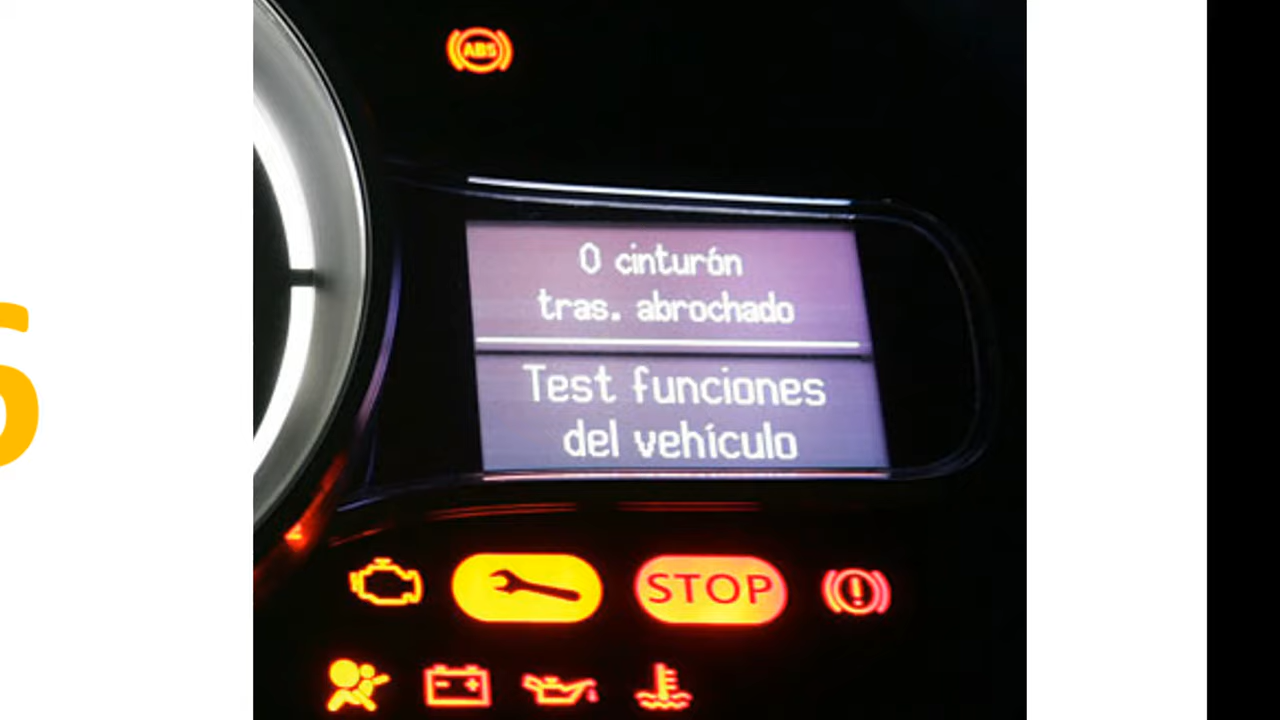 ABS
0 cinturón
tras. abrochado
Test funciones
del vehículo
STOP